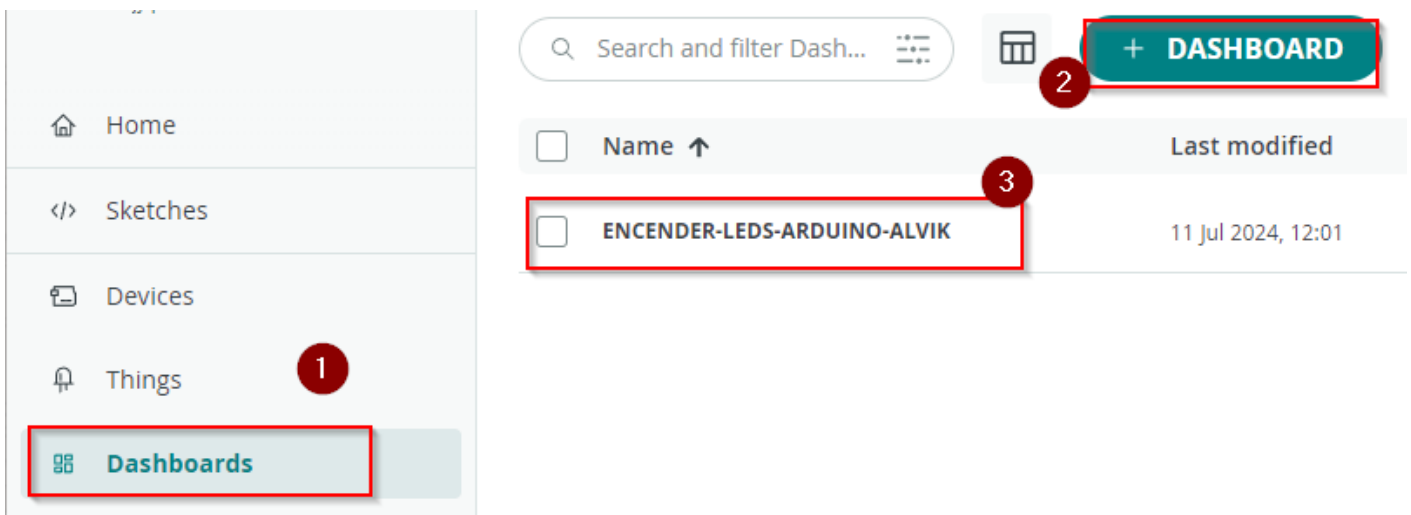 Home
Sketches
Devices
Things
1
Dashboards
Search and filter Dash...
2
+ DASHBOARD
Name ↑
Last modified
3
ENCENDER-LEDS-ARDUINO-ALVIK
11 Jul 2024, 12:01